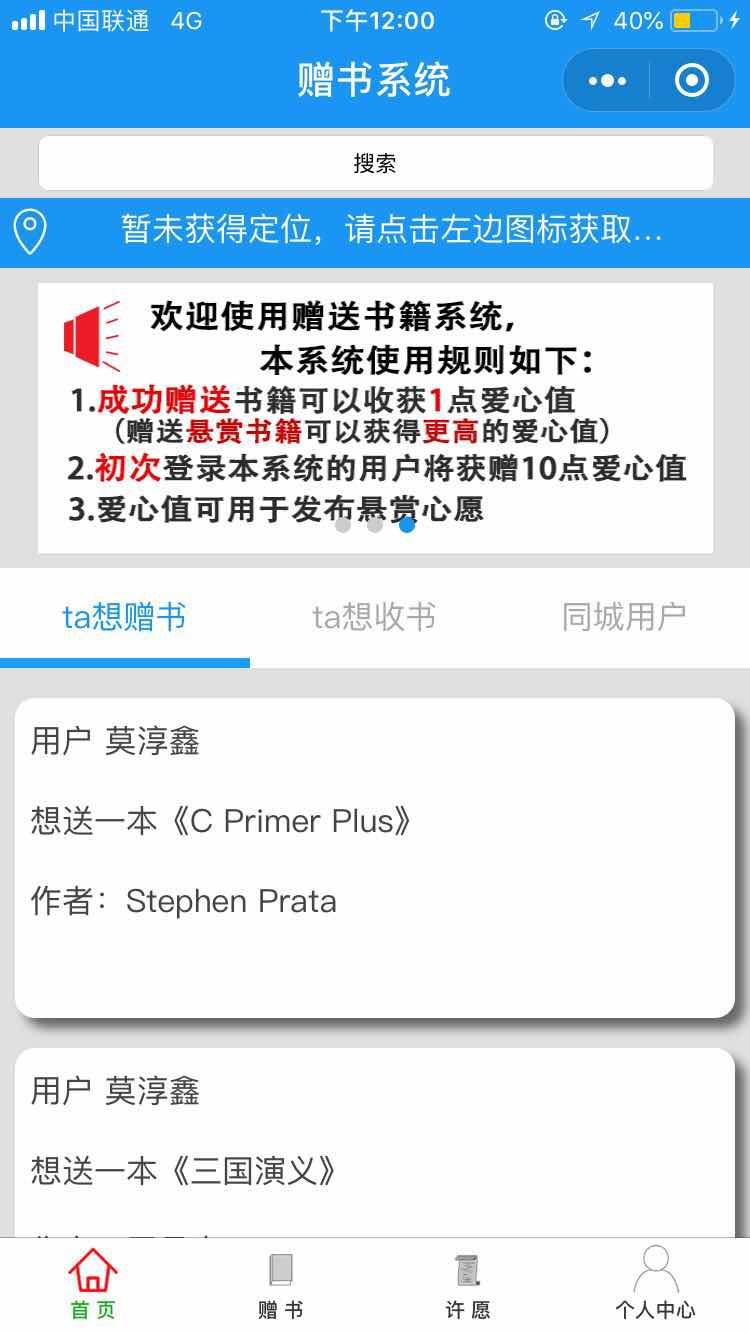 中国联通 4G 下午12:00 40%
赠书系统
搜索
暂未获得定位，请点击左边图标获取...
欢迎使用赠送书籍系统，
本系统使用规则如下：
1.成功赠送书籍可以收获1点爱心值
（赠送悬赏书籍可以获得更高的爱心值）
2.初次登录本系统的用户将获赠10点爱心值
3.爱心值可用于发布悬赏心愿
ta想赠书 ta想收书 同城用户
用户 莫淳鑫
想送一本《C Primer Plus》
作者：Stephen Prata
用户 莫淳鑫
想送一本《三国演义》
首页 赠书 许愿 个人中心